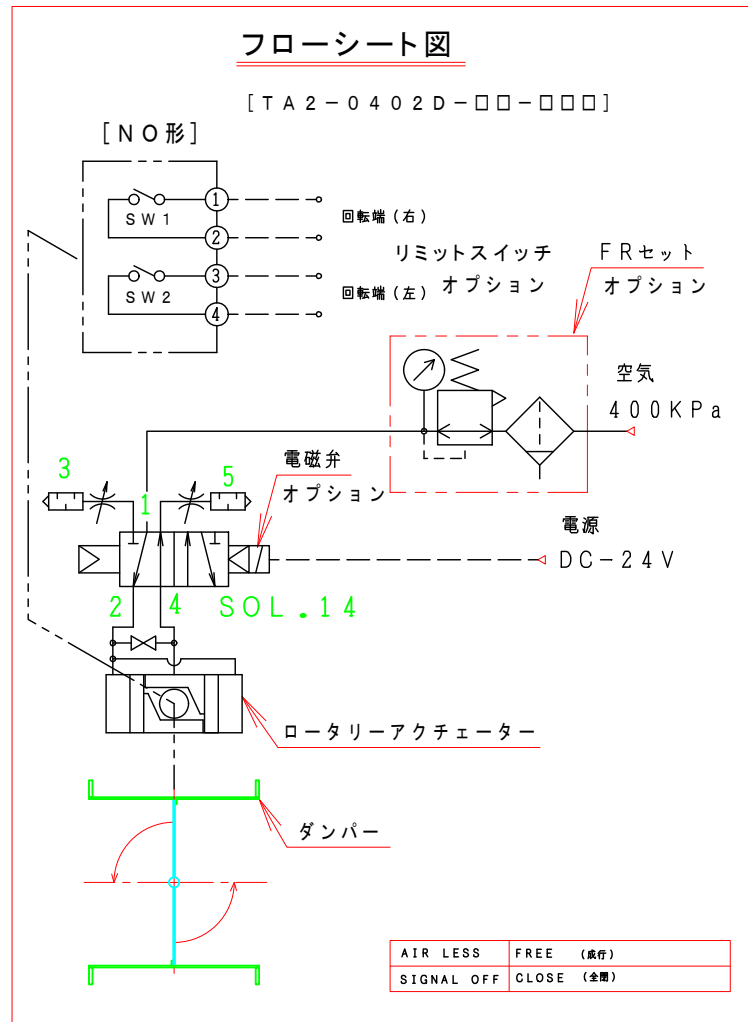 フローシート図
[TA2-0402D-□□-□□□]
[NO形]
1
SW1
2
回転端(右)
3
SW2
4
回転端(左)
リミットスイッチ
オプション
FRセット
オプション
空気
400KPa
電磁弁
オプション
3
1
5
電源
DC-24V
2
4
SOL.14
ロータリーアクチェーター
ダンパー
AIR LESS FREE (成行)
SIGNAL OFF CLOSE (全閉)